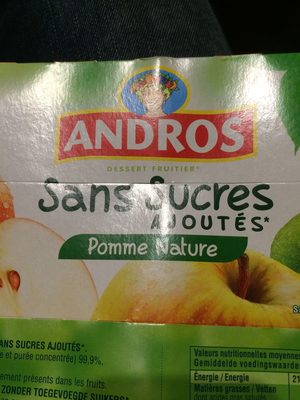 ANDROS
DESSERT FRUITIER*
Sans Sucres
AJOUTÉS*
Pomme Nature
ANS SUCRES AJOUTÉS*.
e et purée concentrée) 99,9%.
ement présents dans les fruits.
ZONDER TOEGEVOEGDE SUIKERS*
Valeurs nutritionnelles moyennes
Gemiddelde voedingswaarde
Énergie / Energie
Matières grasses / Vetten